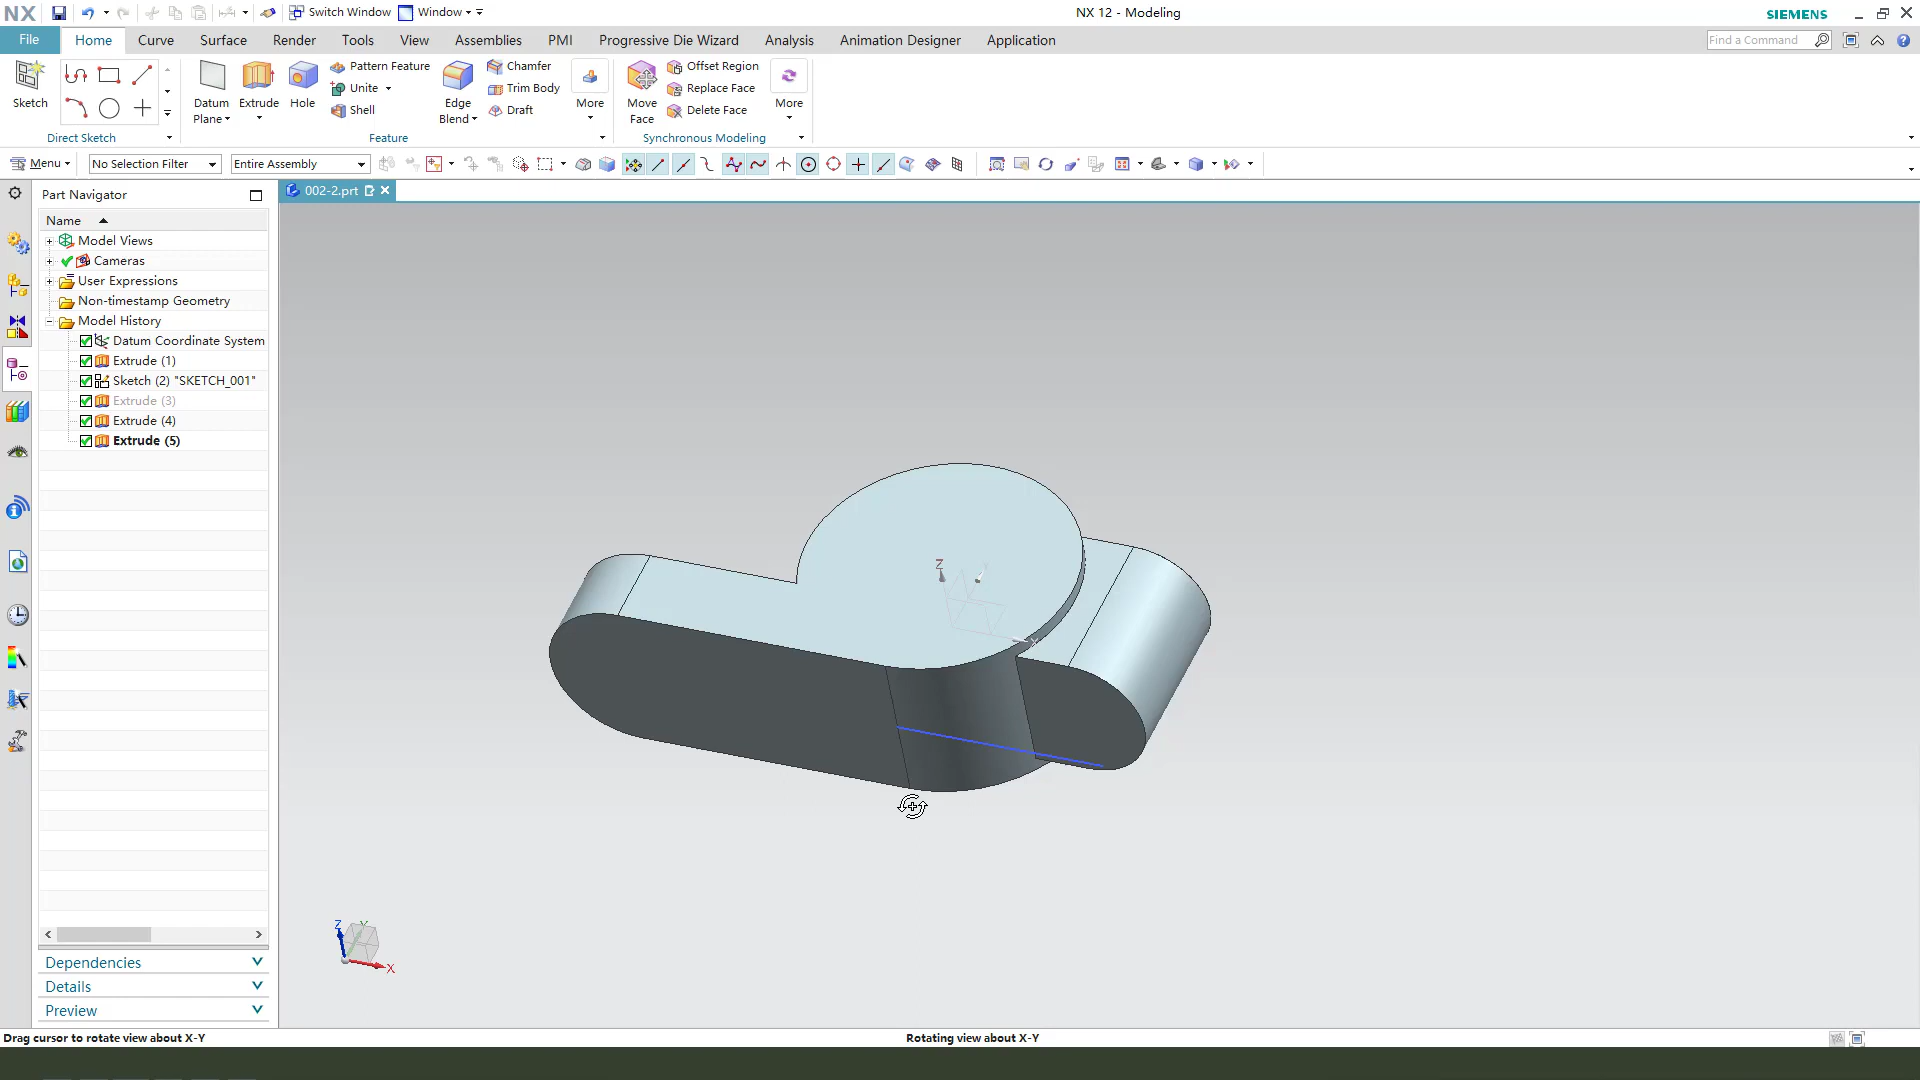 NX
Switch Window
Window
NX 12 - Modeling
SIEMENS
File
Home
Curve
Surface
Render
Tools
View
Assemblies
PMI
Progressive Die Wizard
Analysis
Animation Designer
Application
Find a Command
Sketch
Direct Sketch
Datum
Plane
Extrude
Hole
Pattern Feature
Unite
Shell
Edge
Blend
Chamfer
Trim Body
Draft
More
Feature
Move
Face
Offset Region
Replace Face
Delete Face
More
Synchronous Modeling
Menu
No Selection Filter
Entire Assembly
Part Navigator
002-2.prt
Name
Model Views
Cameras
User Expressions
Non-timestamp Geometry
Model History
Datum Coordinate System
Extrude (1)
Sketch (2) "SKETCH_001"
Extrude (3)
Extrude (4)
Extrude (5)
Z
Z
Y
X
Dependencies
Details
Preview
Drag cursor to rotate view about X-Y
Rotating view about X-Y